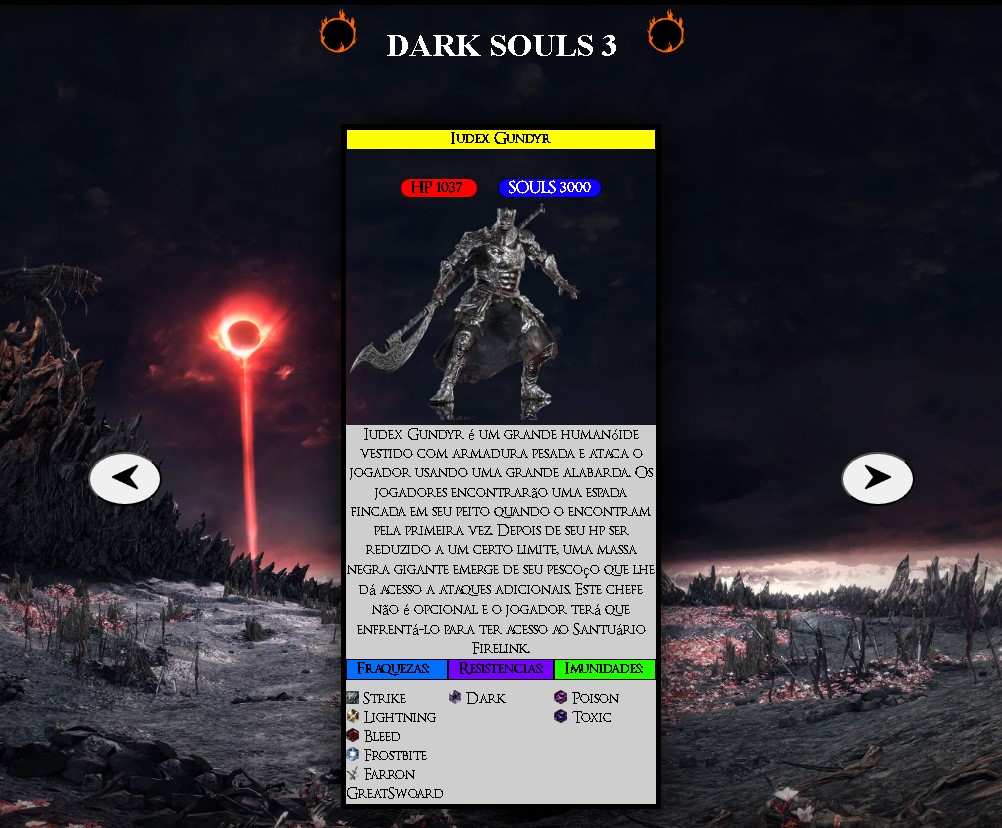 DARK SOULS 3
Iudex Gundyr
HP 1037
SOULS 3000
Iudex Gundyr é um grande humanóide
vestido com armadura pesada e ataca o
jogador usando uma grande alabarda. Os
jogadores encontrarão uma espada
fincada em seu peito quando o encontram
pela primeira vez. Depois de seu hp ser
reduzido a um certo limite, uma massa
negra gigante emerge de seu pescoço que lhe
dá acesso a ataques adicionais. Este chefe
não é opcional e o jogador terá que
enfrentá-lo para ter acesso ao Santuário
Firelink.
Fraquezas: Resistencias: Imunidades:
Strike Dark Poison
Lightning Toxic
Bleed
Frostbite
Farron
GreatSwoard